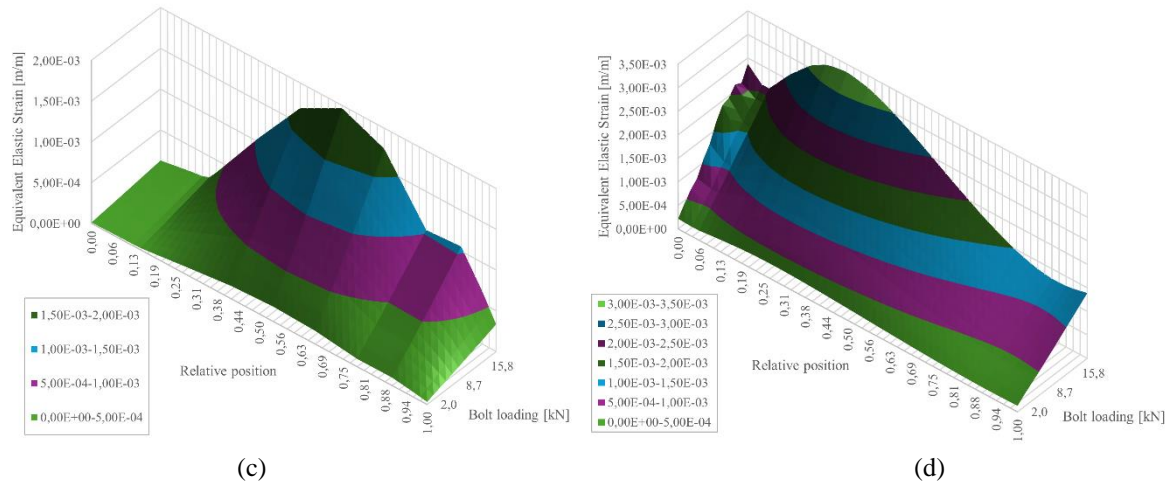 Equivalent Elastic Strain [m/m]
2,00E-03
1,50E-03
1,00E-03
5,00E-04
0,00E+00
0,00
0,06
0,13
0,19
0,25
0,31
0,38
0,44
0,50
0,56
0,63
0,69
0,75
0,81
0,88
0,94
1,00
Relative position
2,0
8,7
15,8
Bolt loading [kN]
1,50E-03-2,00E-03
1,00E-03-1,50E-03
5,00E-04-1,00E-03
0,00E+00-5,00E-04
(c)
Equivalent Elastic Strain [m/m]
3,50E-03
3,00E-03
2,50E-03
2,00E-03
1,50E-03
1,00E-03
5,00E-04
0,00E+00
0,00
0,06
0,13
0,19
0,25
0,31
0,38
0,44
0,50
0,56
0,63
0,69
0,75
0,81
0,88
0,94
1,00
Relative position
2,0
8,7
15,8
Bolt loading [kN]
3,00E-03-3,50E-03
2,50E-03-3,00E-03
2,00E-03-2,50E-03
1,50E-03-2,00E-03
1,00E-03-1,50E-03
5,00E-04-1,00E-03
0,00E+00-5,00E-04
(d)